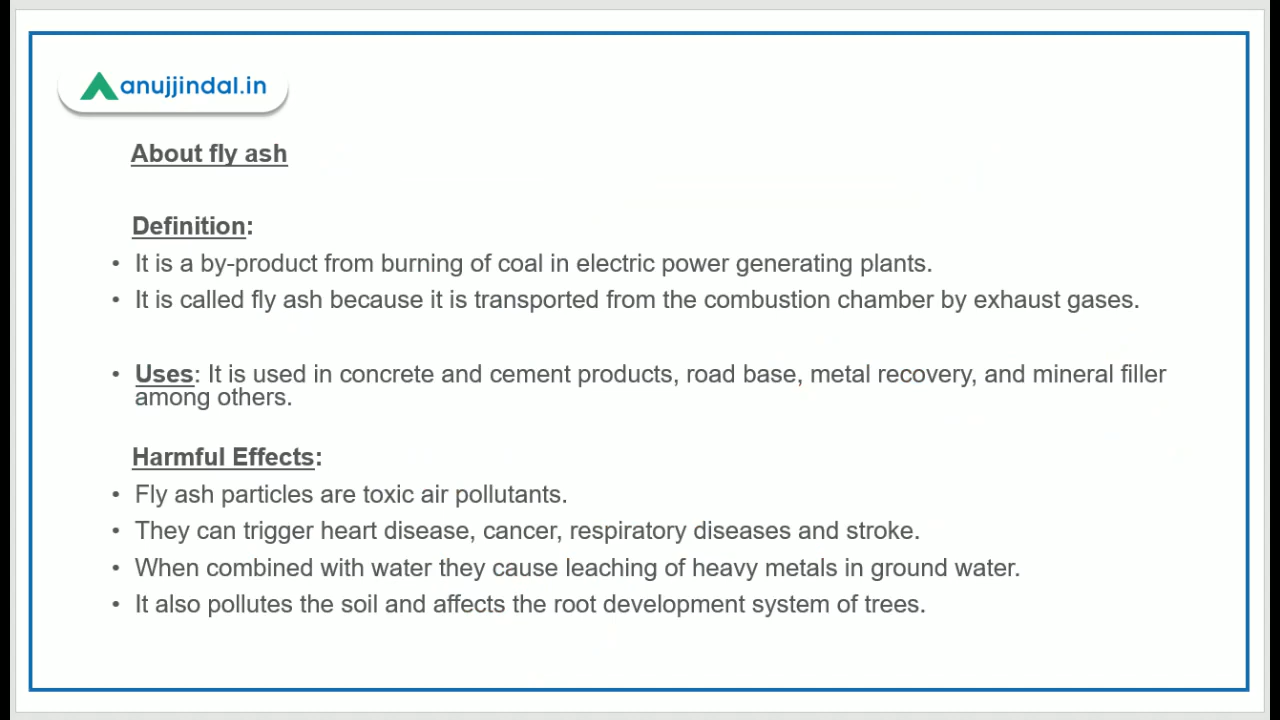 anujjindal.in
About fly ash
Definition:
• It is a by-product from burning of coal in electric power generating plants.
• It is called fly ash because it is transported from the combustion chamber by exhaust gases.
• Uses: It is used in concrete and cement products, road base, metal recovery, and mineral filler
among others.
Harmful Effects:
• Fly ash particles are toxic air pollutants.
• They can trigger heart disease, cancer, respiratory diseases and stroke.
• When combined with water they cause leaching of heavy metals in ground water.
• It also pollutes the soil and affects the root development system of trees.